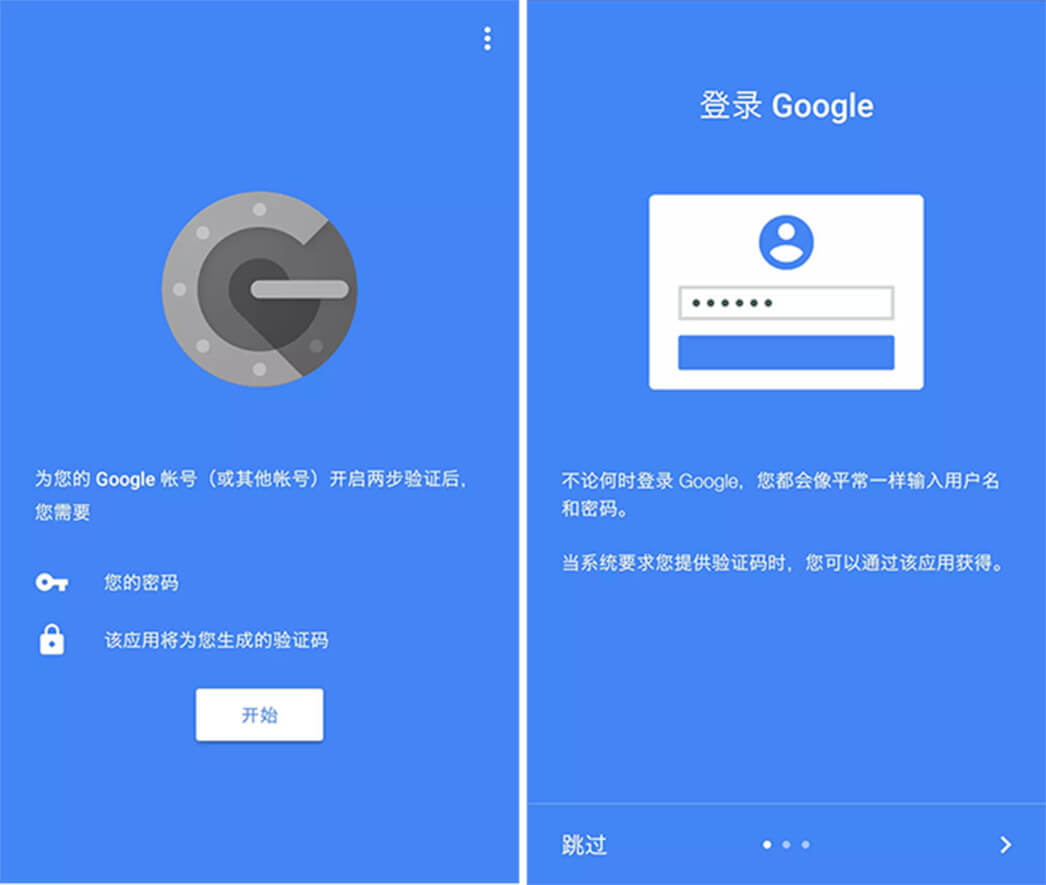 为您的 Google 帐号（或其他帐号）开启两步验证后，
您需要
您的密码
该应用将为您生成的验证码
开始
登录 Google
不论何时登录 Google，您都会像平常一样输入用户名
和密码。
当系统要求您提供验证码时，您可以通过该应用获得。
跳过